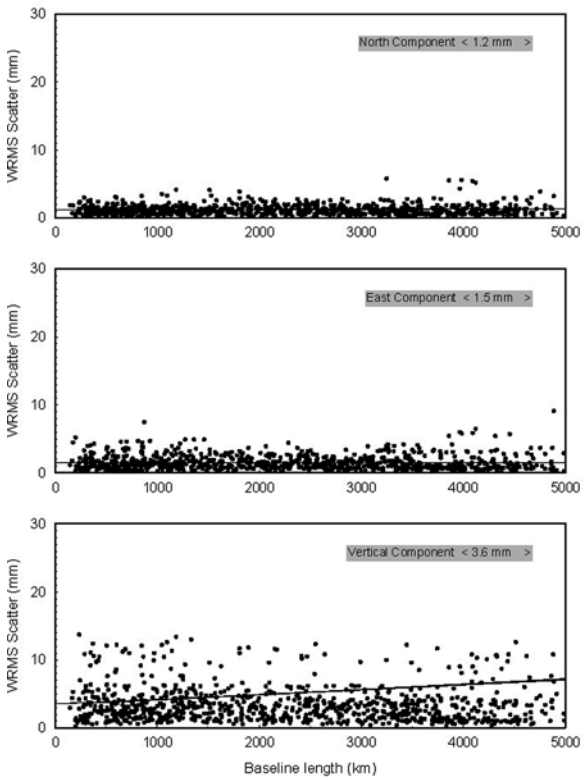 30
North Component < 1.2 mm >
20
WRMS Scatter (mm)
10
0
0 1000 2000 3000 4000 5000
30
East Component < 1.5 mm >
20
WRMS Scatter (mm)
10
0
0 1000 2000 3000 4000 5000
30
Vertical Component < 3.6 mm >
20
WRMS Scatter (mm)
10
0
0 1000 2000 3000 4000 5000
Baseline length (km)